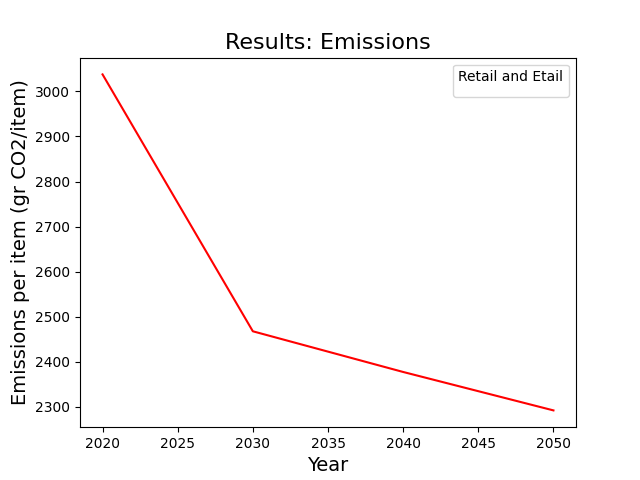 Results: Emissions
Retail and Etail
Emissions per item (gr CO2/item)
3000
2900
2800
2700
2600
2500
2400
2300
2020 2025 2030 2035 2040 2045 2050
Year